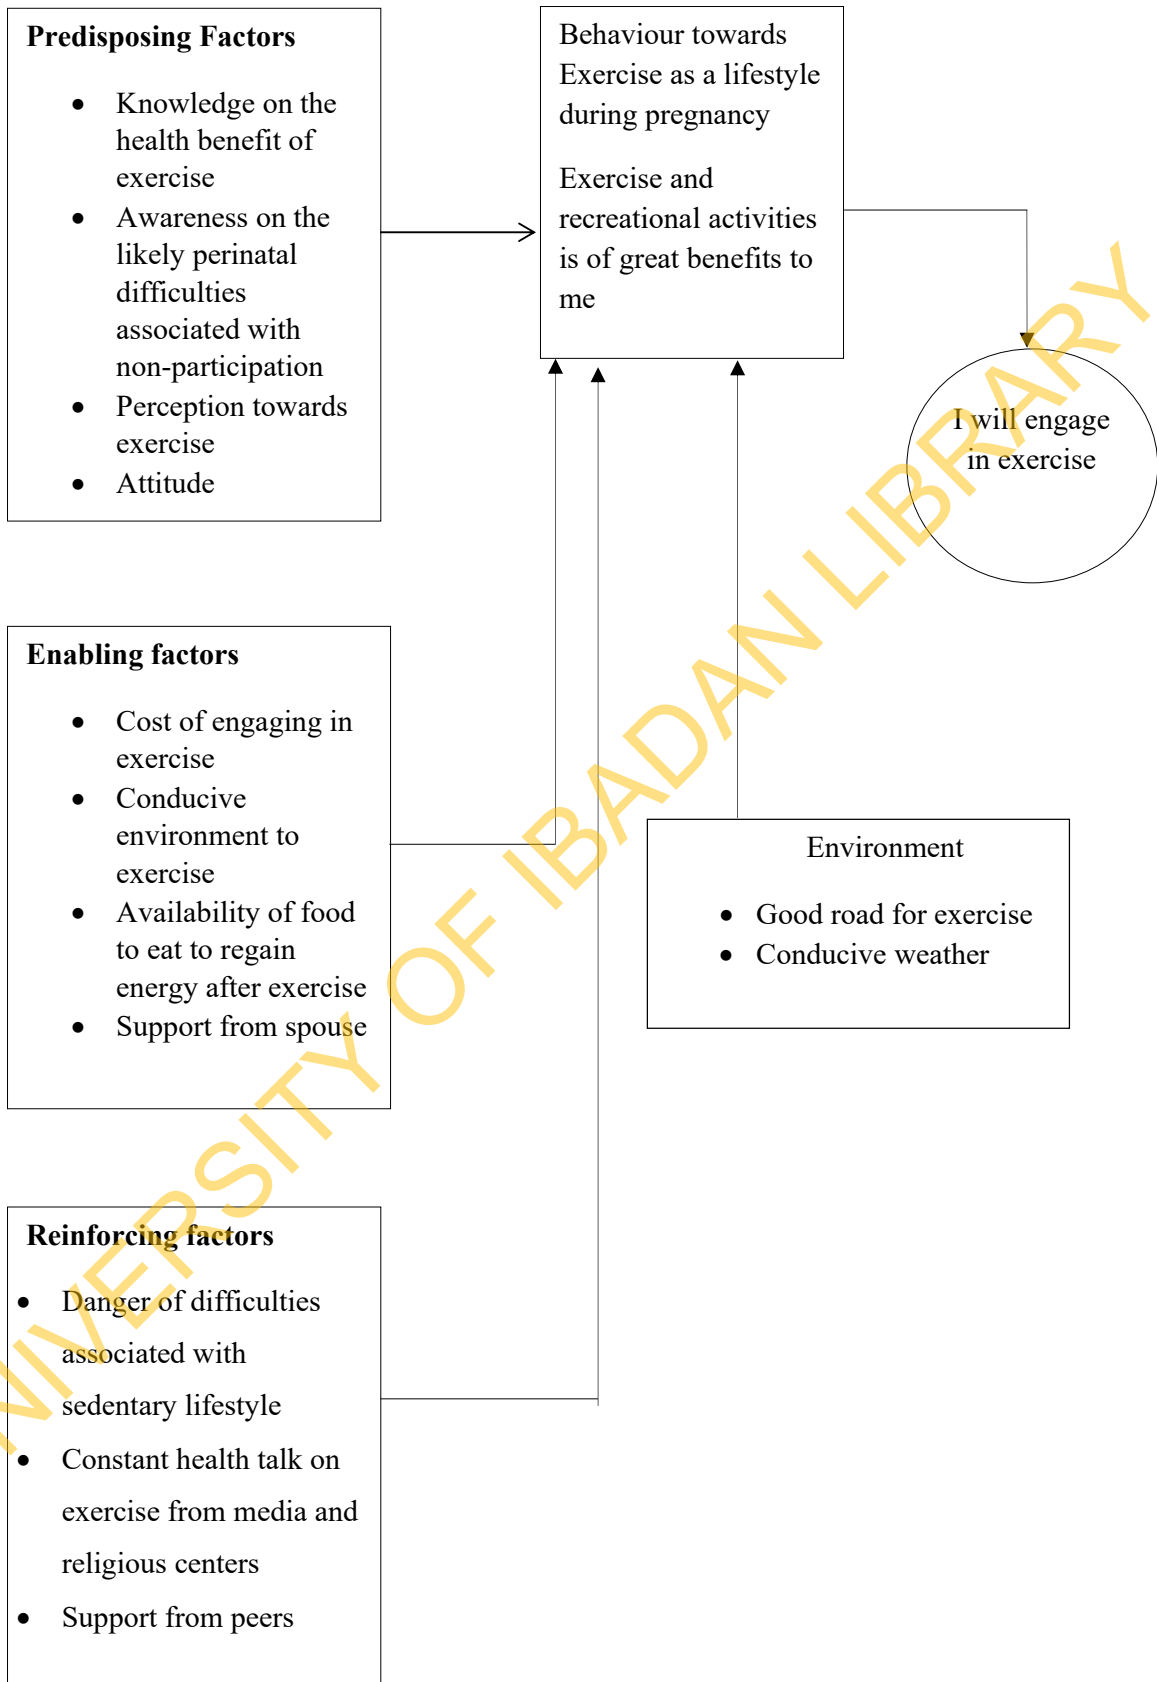 Predisposing Factors
• Knowledge on the
health benefit of
exercise
• Awareness on the
likely perinatal
difficulties
associated with
non-participation
• Perception towards
exercise
• Attitude
Behaviour towards
Exercise as a lifestyle
during pregnancy
Exercise and
recreational activities
is of great benefits to
me
I will engage
in exercise
Enabling factors
• Cost of engaging in
exercise
• Conducive
environment to
exercise
• Availability of food
to eat to regain
energy after exercise
• Support from spouse
Environment
• Good road for exercise
• Conducive weather
Reinforcing factors
• Danger of difficulties
associated with
sedentary lifestyle
• Constant health talk on
exercise from media and
religious centers
• Support from peers
UNIVERSITY OF IBADAN LIBRARY